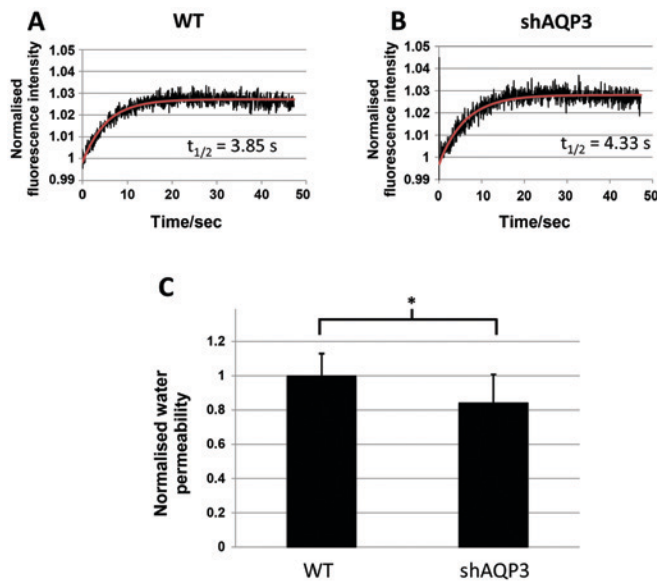 A
WT
Normalised
fluorescence intensity
1.05
1.04
1.03
1.02
1.01
1
0.99
t1/2 = 3.85 s
0 10 20 30 40 50
Time/sec
B
shAQP3
Normalised
fluorescence intensity
1.05
1.04
1.03
1.02
1.01
1
0.99
t1/2 = 4.33 s
0 10 20 30 40 50
Time/sec
C
*
Normalised water
permeability
1.2
1
0.8
0.6
0.4
0.2
0
WT shAQP3